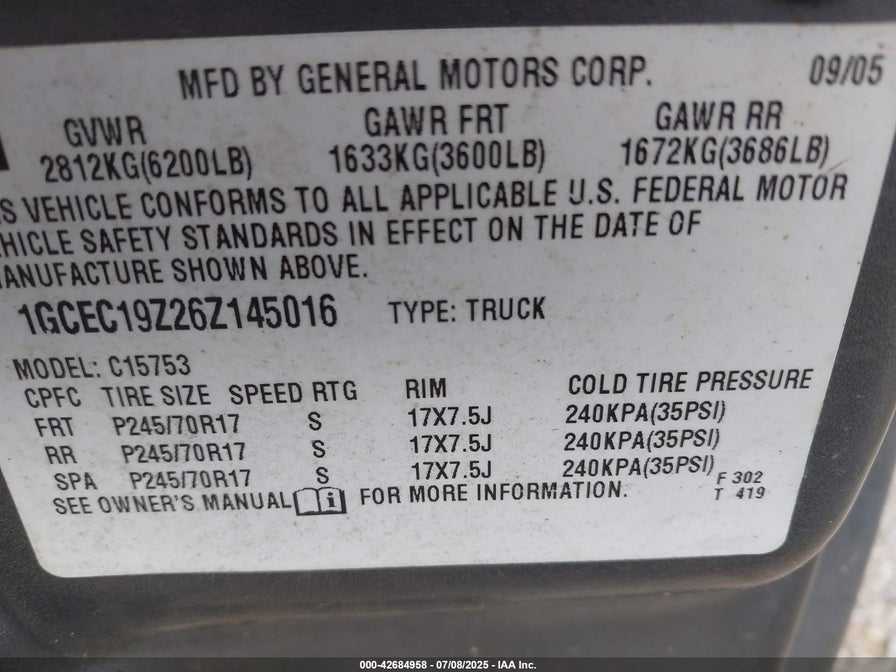 MFD BY GENERAL MOTORS CORP. 09/05
GVWR GAWR FRT GAWR RR
2812KG(6200LB) 1633KG(3600LB) 1672KG(3686LB)
S VEHICLE CONFORMS TO ALL APPLICABLE U.S. FEDERAL MOTOR
HICLE SAFETY STANDARDS IN EFFECT ON THE DATE OF
ANUFACTURE SHOWN ABOVE.
1GCEC19Z26Z145016 TYPE: TRUCK
MODEL: C15753
CPFC TIRE SIZE SPEED RTG RIM COLD TIRE PRESSURE
FRT P245/70R17 S 17X7.5J 240KPA(35PSI)
RR P245/70R17 S 17X7.5J 240KPA(35PSI)
SPA P245/70R17 S 17X7.5J 240KPA(35PSI)
SEE OWNER'S MANUAL i FOR MORE INFORMATION.
F 302
T 419
000-42684958 - 07/08/2025 - IAA Inc.